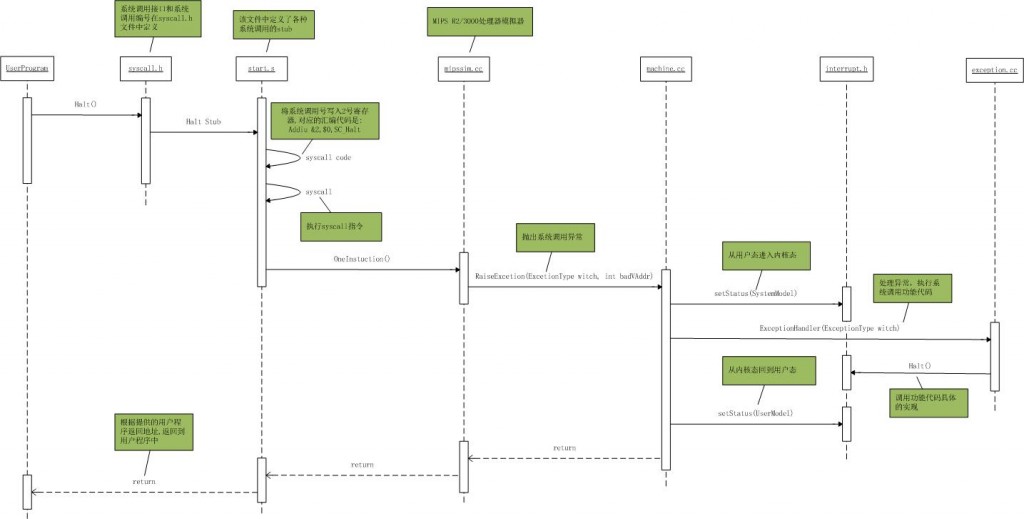 系统调用接口和系统
调用编号在syscall.h
文件中定义
该文件中定义了各种
系统调用的stub
MIPS R2/3000处理器模拟器
UserProgram
syscall.h
start.s
mipssim.cc
machine.cc
interrupt.h
exception.cc
Halt()
Halt Stub
将系统调用号写入2号寄存
器,对应的汇编代码是:
Addiu &2,$0,SC_Halt
syscall code
syscall
执行syscall指令
OneInstuction()
抛出系统调用异常
RaiseExcetion(ExcetionType witch, int badVAddr)
从用户态进入内核态
setStatus(SystemModel)
处理异常，执行系
统调用功能代码
ExceptionHandler(ExceptionType witch)
从内核态回到用户态
Halt()
调用功能代码具体
的实现
setStatus(UserModel)
根据提供的用户程
序返回地址,返回到
用户程序中
return
return
return